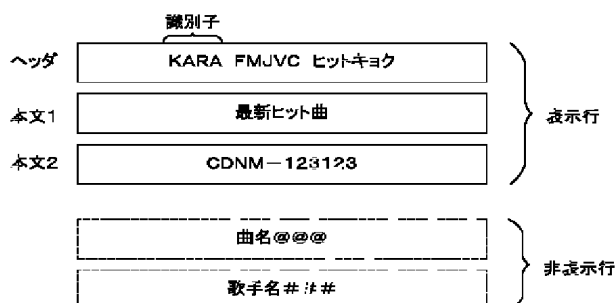 識別子
ヘッダ KARA FMJVC ヒットキョク
本文1 最新ヒット曲 表示行
本文2 CDNM－123123
曲名@@@
歌手名### 非表示行